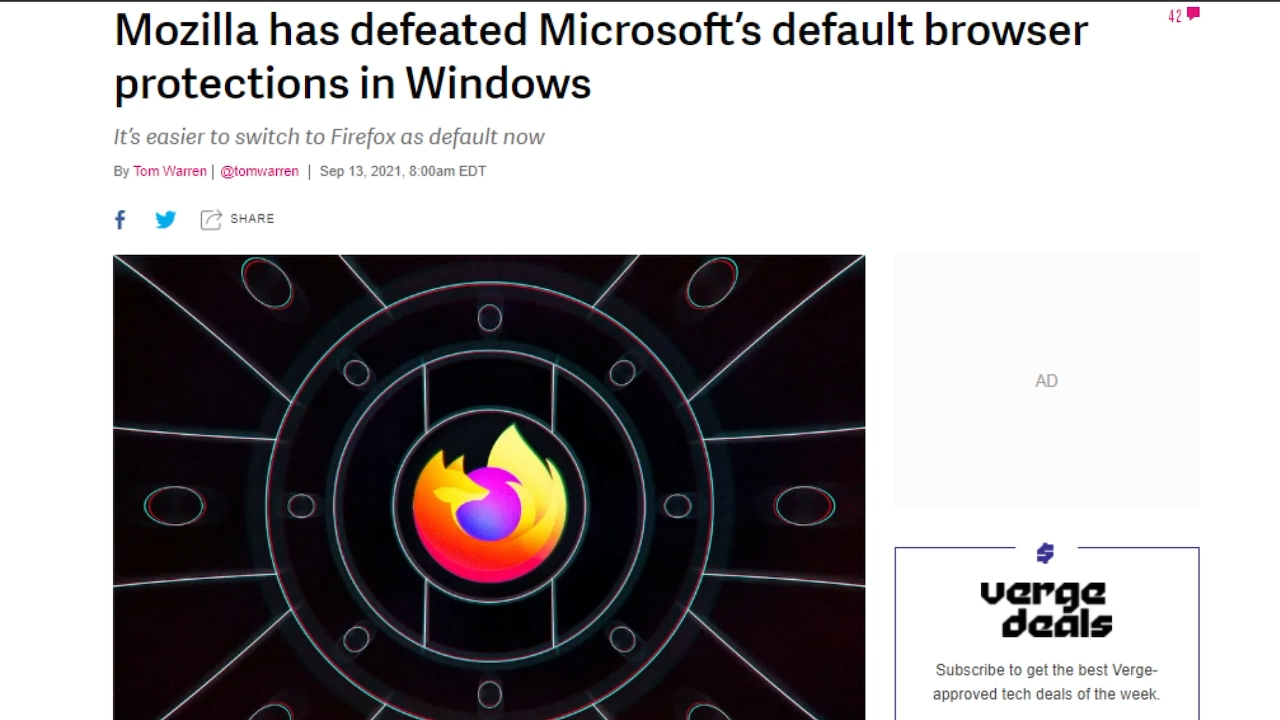 Mozilla has defeated Microsoft’s default browser
protections in Windows
42
It’s easier to switch to Firefox as default now
By Tom Warren | @tomwarren | Sep 13, 2021, 8:00am EDT
SHARE
AD
verge
deals
Subscribe to get the best Verge-
approved tech deals of the week.